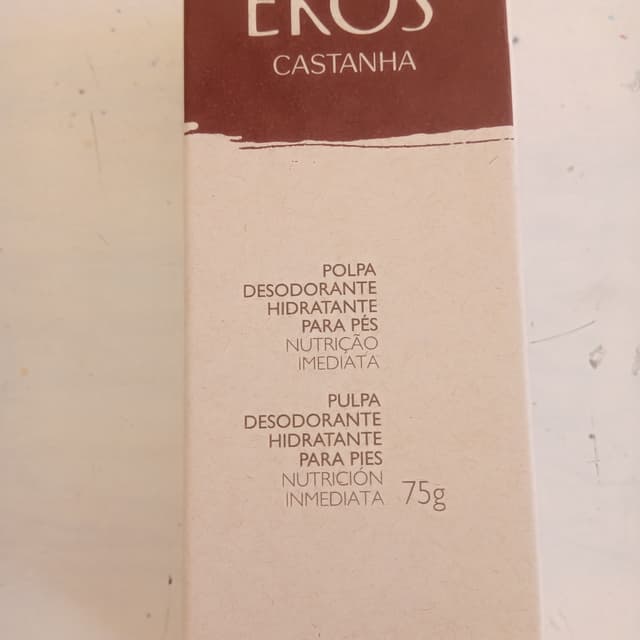 EKOS
CASTANHA
POLPA
DESODORANTE
HIDRATANTE
PARA PÉS
NUTRIÇÃO
IMEDIATA
PULPA
DESODORANTE
HIDRATANTE
PARA PIES
NUTRICIÓN
INMEDIATA 75g